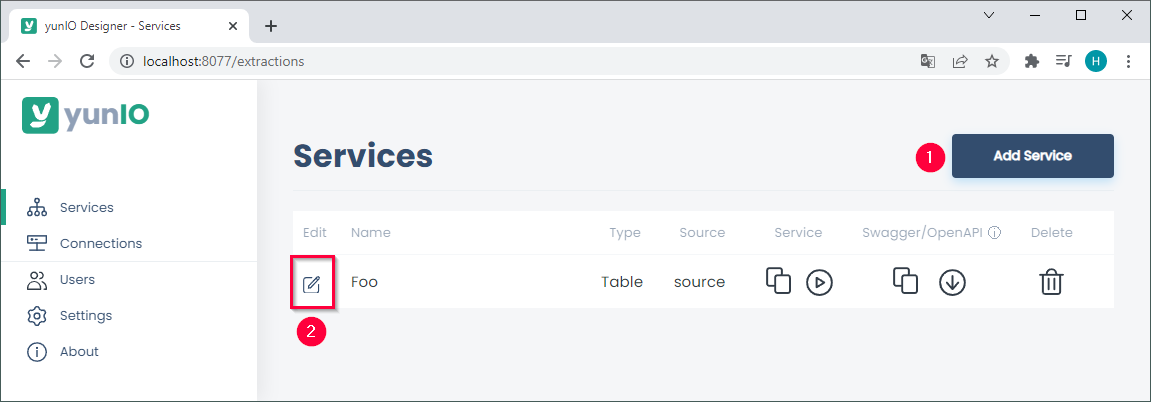 yunIO Designer - Services
localhost:8077/extractions
H
yunIO
Services
1
Add Service
Services
Connections
Users
Settings
About
Edit Name Type Source Service Swagger/OpenAPI Delete
Foo Table source
2